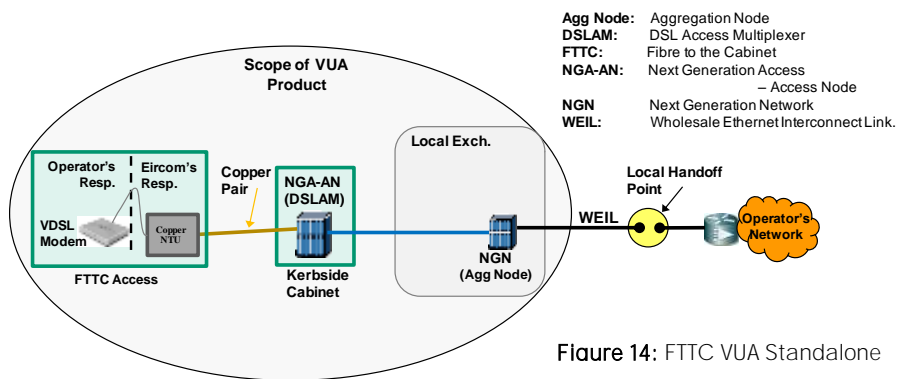 Agg Node: Aggregation Node
DSLAM: DSL Access Multiplexer
FTTC: Fibre to the Cabinet
NGA-AN: Next Generation Access
– Access Node
NGN Next Generation Network
WEIL: Wholesale Ethernet Interconnect Link.
Scope of VUA
Product
Local Exch.
Operator's
Resp.
Eircom's
Resp.
Copper
Pair
NGA-AN
(DSLAM)
Local Handoff
Point
VDSL
Modem
Copper
NTU
WEIL
Operator's
Network
FTTC Access
Kerbside
Cabinet
NGN
(Agg Node)
Figure 14: FTTC VUA Standalone